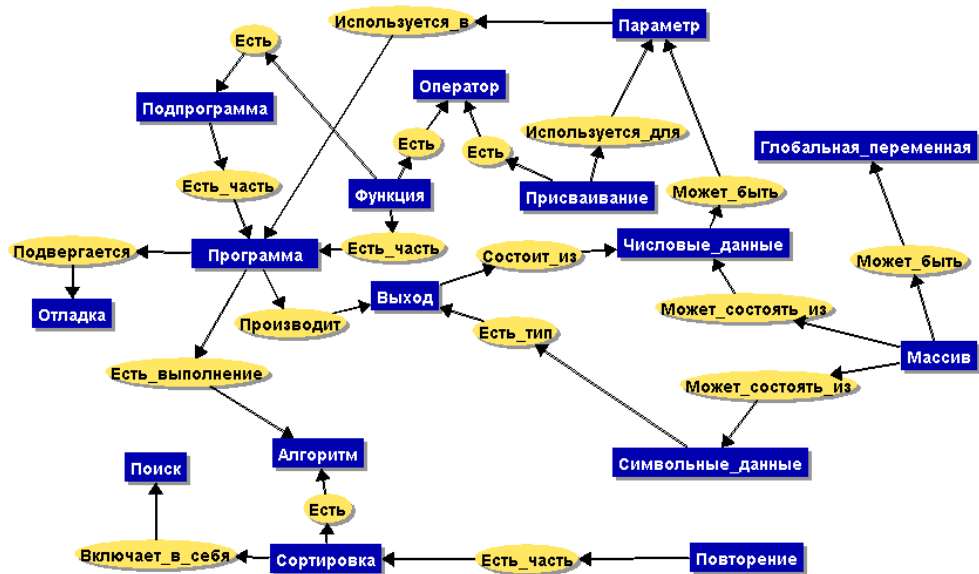 Используется_в
Параметр
Есть
Оператор
Подпрограмма
Используется_для
Есть
Есть
Глобальная_переменная
Есть_часть
Функция
Присваивание
Может_быть
Подвергается
Программа
Есть_часть
Состоит_из
Числовые_данные
Может_быть
Отладка
Производит
Выход
Есть_тип
Может_состоять_из
Массив
Есть_выполнение
Может_состоять_из
Поиск
Алгоритм
Символьные_данные
Есть
Включает_в_себя
Сортировка
Есть_часть
Повторение